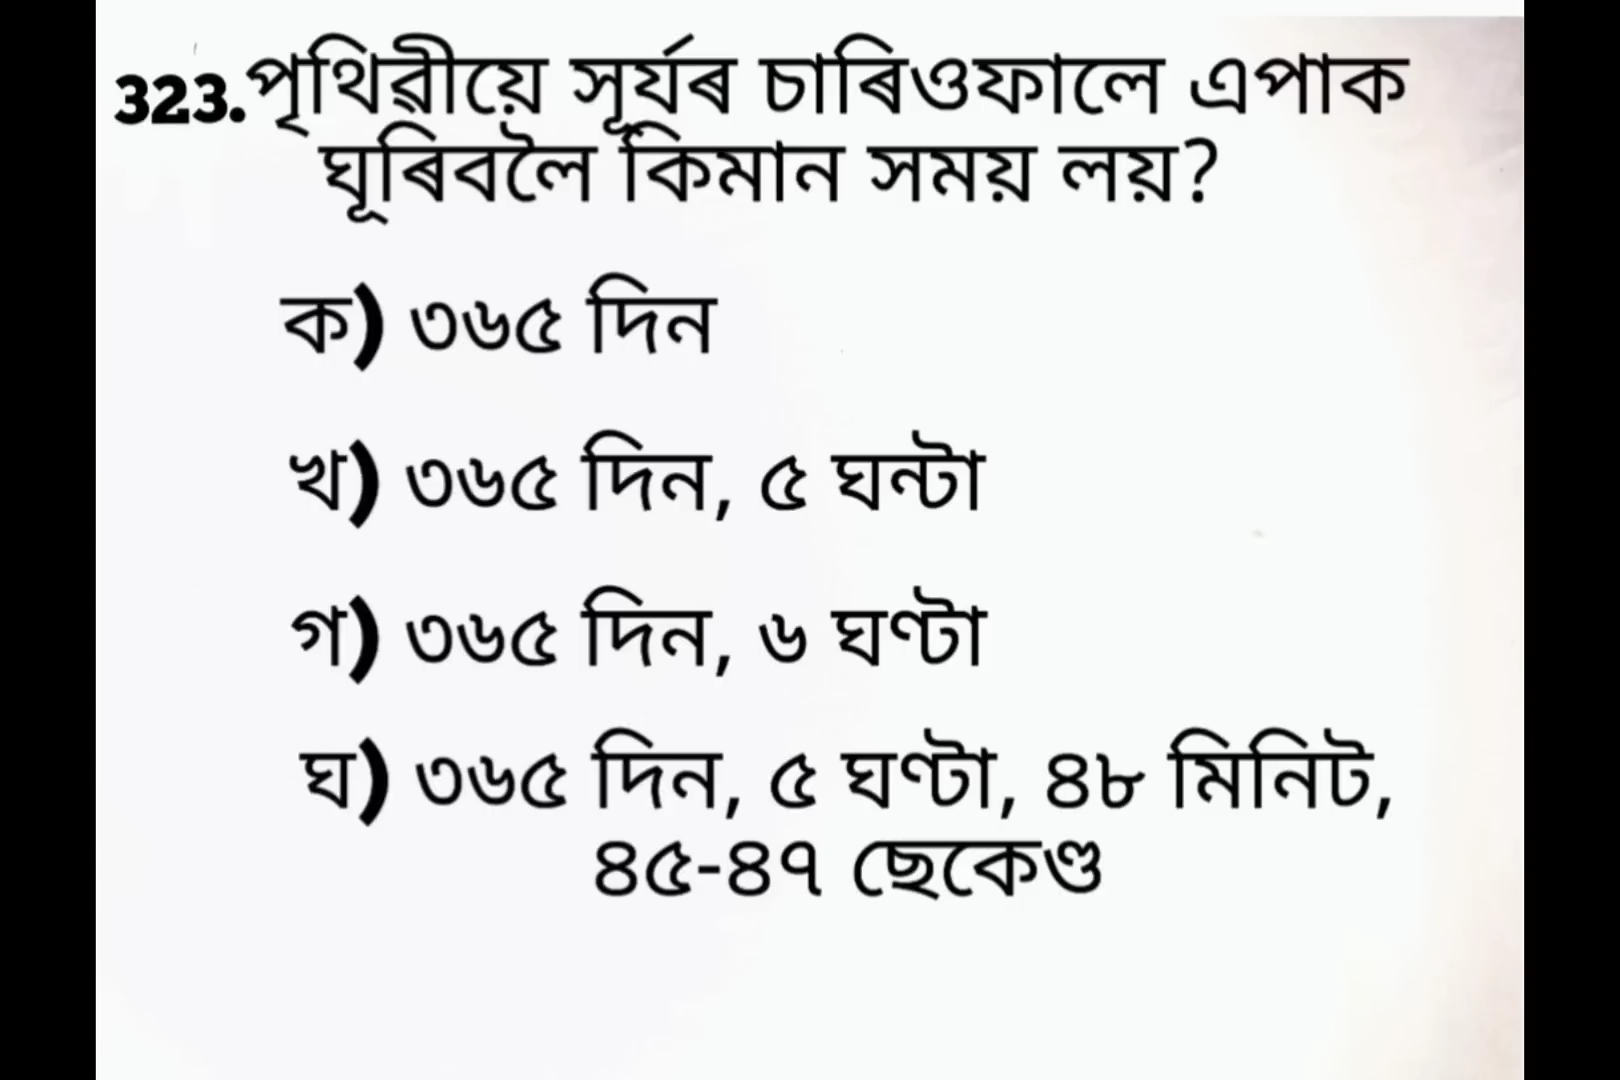 323.পৃথিৱীয়ে সূৰ্যৰ চাৰিওফালে এপাক
ঘূৰিবলৈ কিমান সময় লয়?
ক) ৩৬৫ দিন
খ) ৩৬৫ দিন, ৫ ঘন্টা
গ) ৩৬৫ দিন, ৬ ঘণ্টা
ঘ) ৩৬৫ দিন, ৫ ঘণ্টা, ৪৮ মিনিট,
৪৫-৪৭ ছেকেণ্ড